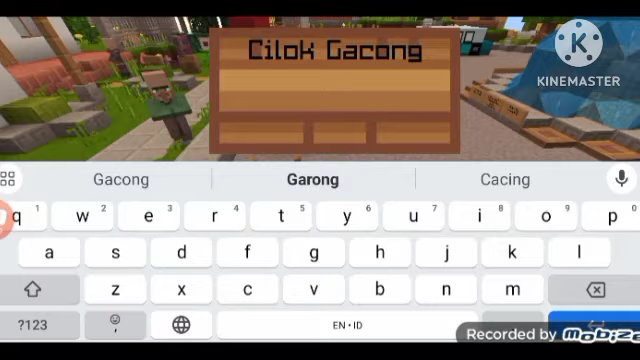 Cilok Gacong
K
KINEMASTER
Gacong Garong Cacing
q 1 w 2 e 3 r 4 t 5 y 6 u 7 i 8 o 9 p 0
a s d f g h j k l
z x c v b n m
?123 , EN • ID
Recorded by